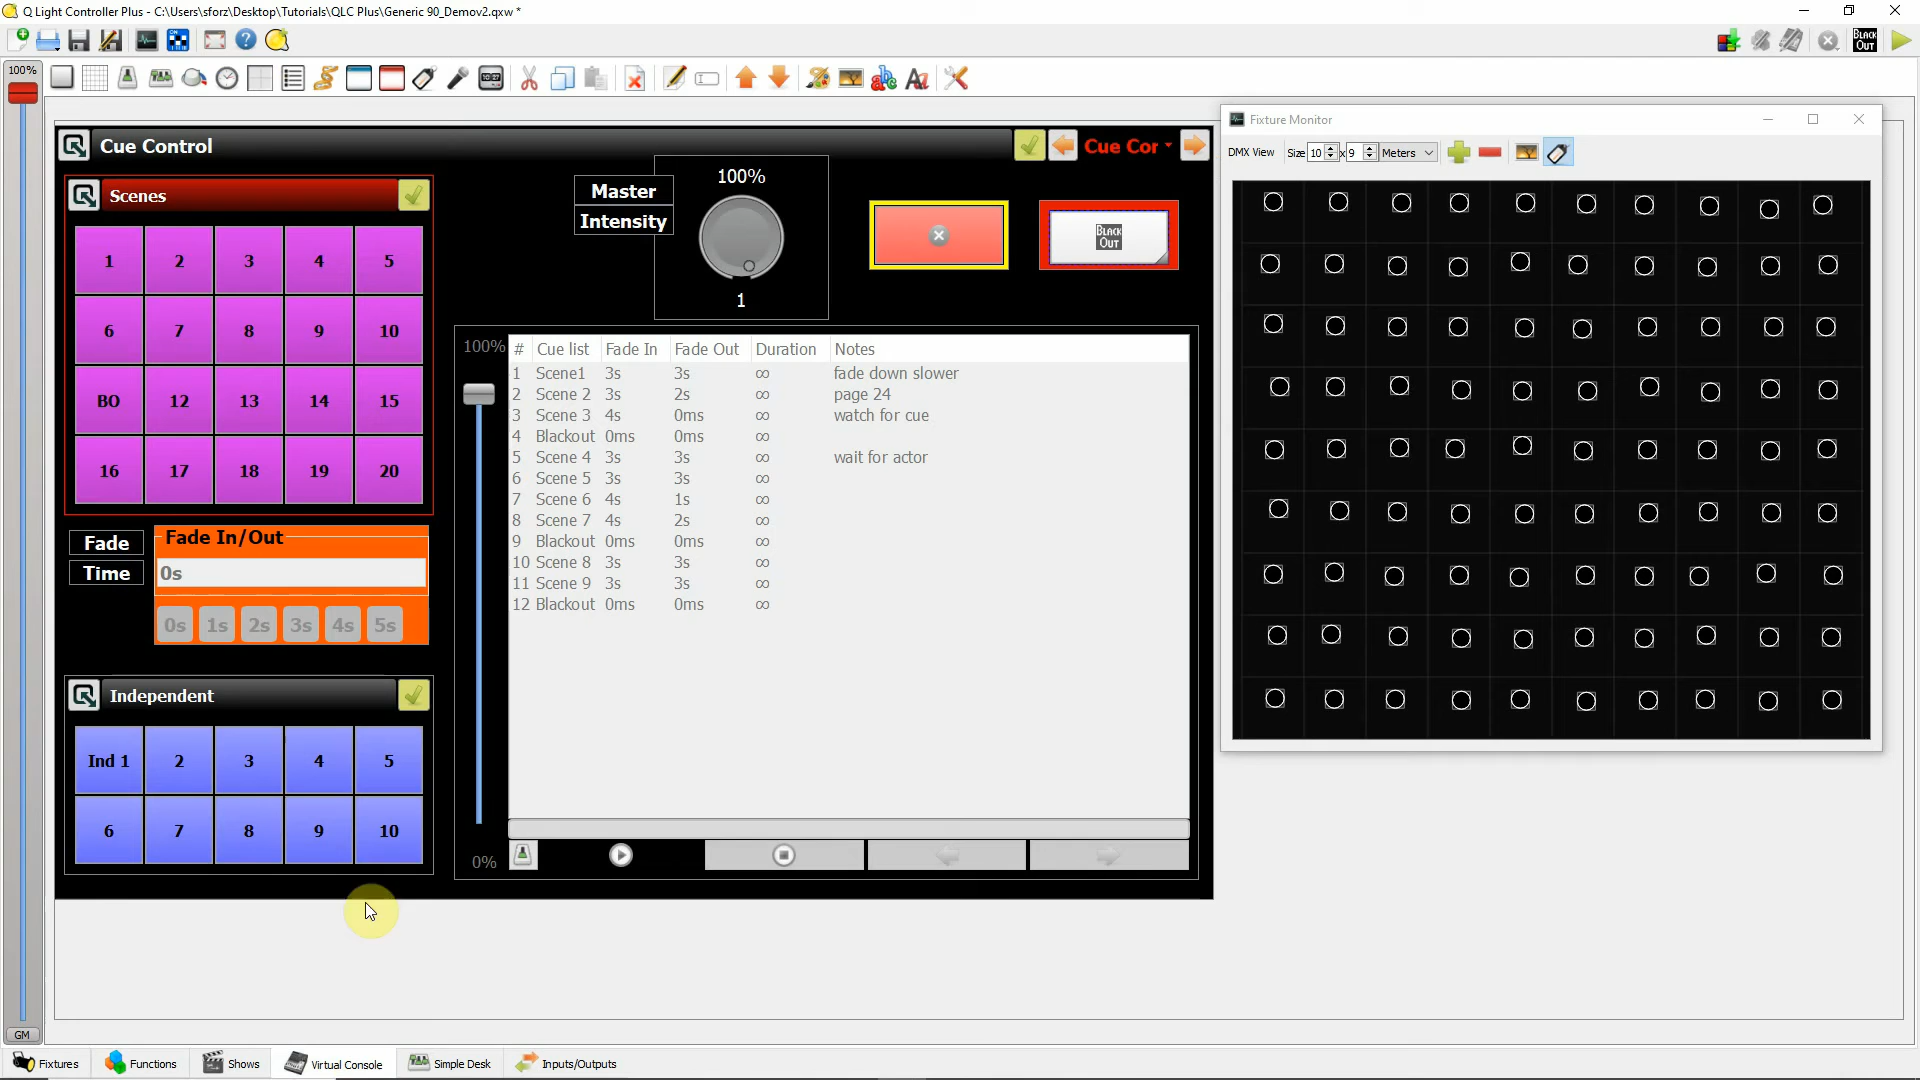 Q Light Controller Plus - C:\Users\sforz\Desktop\Tutorials\QLC Plus\Generic 90_Demov2.qxw *
BLACK OUT
100%
Cue Control
Cue Cor
Fixture Monitor
DMX View Size 10 x 9 Meters
Scenes
1 2 3 4 5
6 7 8 9 10
BO 12 13 14 15
16 17 18 19 20
Master
Intensity
100%
1
BLACK OUT
Fade
Time
Fade In/Out
0s
0s 1s 2s 3s 4s 5s
Independent
Ind 1 2 3 4 5
6 7 8 9 10
100%
# Cue list Fade In Fade Out Duration Notes
1 Scene1 3s 3s ∞ fade down slower
2 Scene 2 3s 2s ∞ page 24
3 Scene 3 4s 0ms ∞ watch for cue
4 Blackout 0ms 0ms ∞
5 Scene 4 3s 3s ∞ wait for actor
6 Scene 5 3s 3s ∞
7 Scene 6 4s 1s ∞
8 Scene 7 4s 2s ∞
9 Blackout 0ms 0ms ∞
10 Scene 8 3s 3s ∞
11 Scene 9 3s 3s ∞
12 Blackout 0ms 0ms ∞
0%
GM
Fixtures Functions Shows Virtual Console Simple Desk Inputs/Outputs